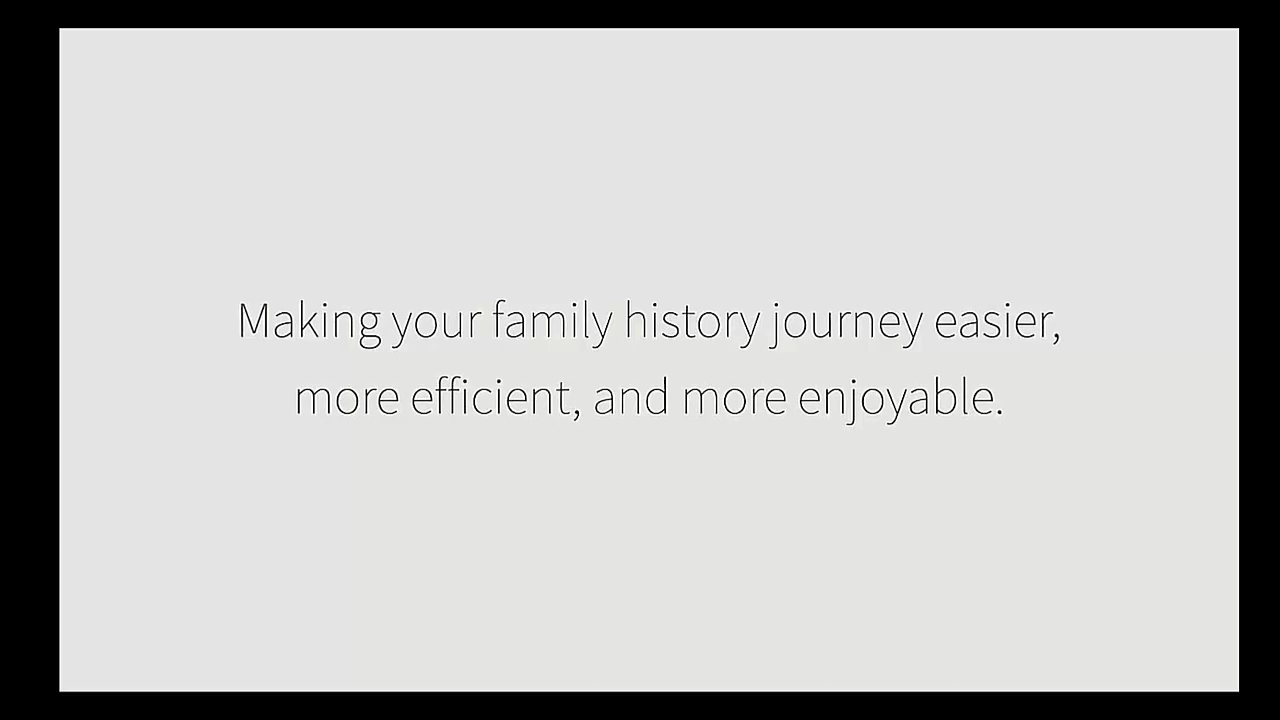 Making your family history journey easier,
more efficient, and more enjoyable.